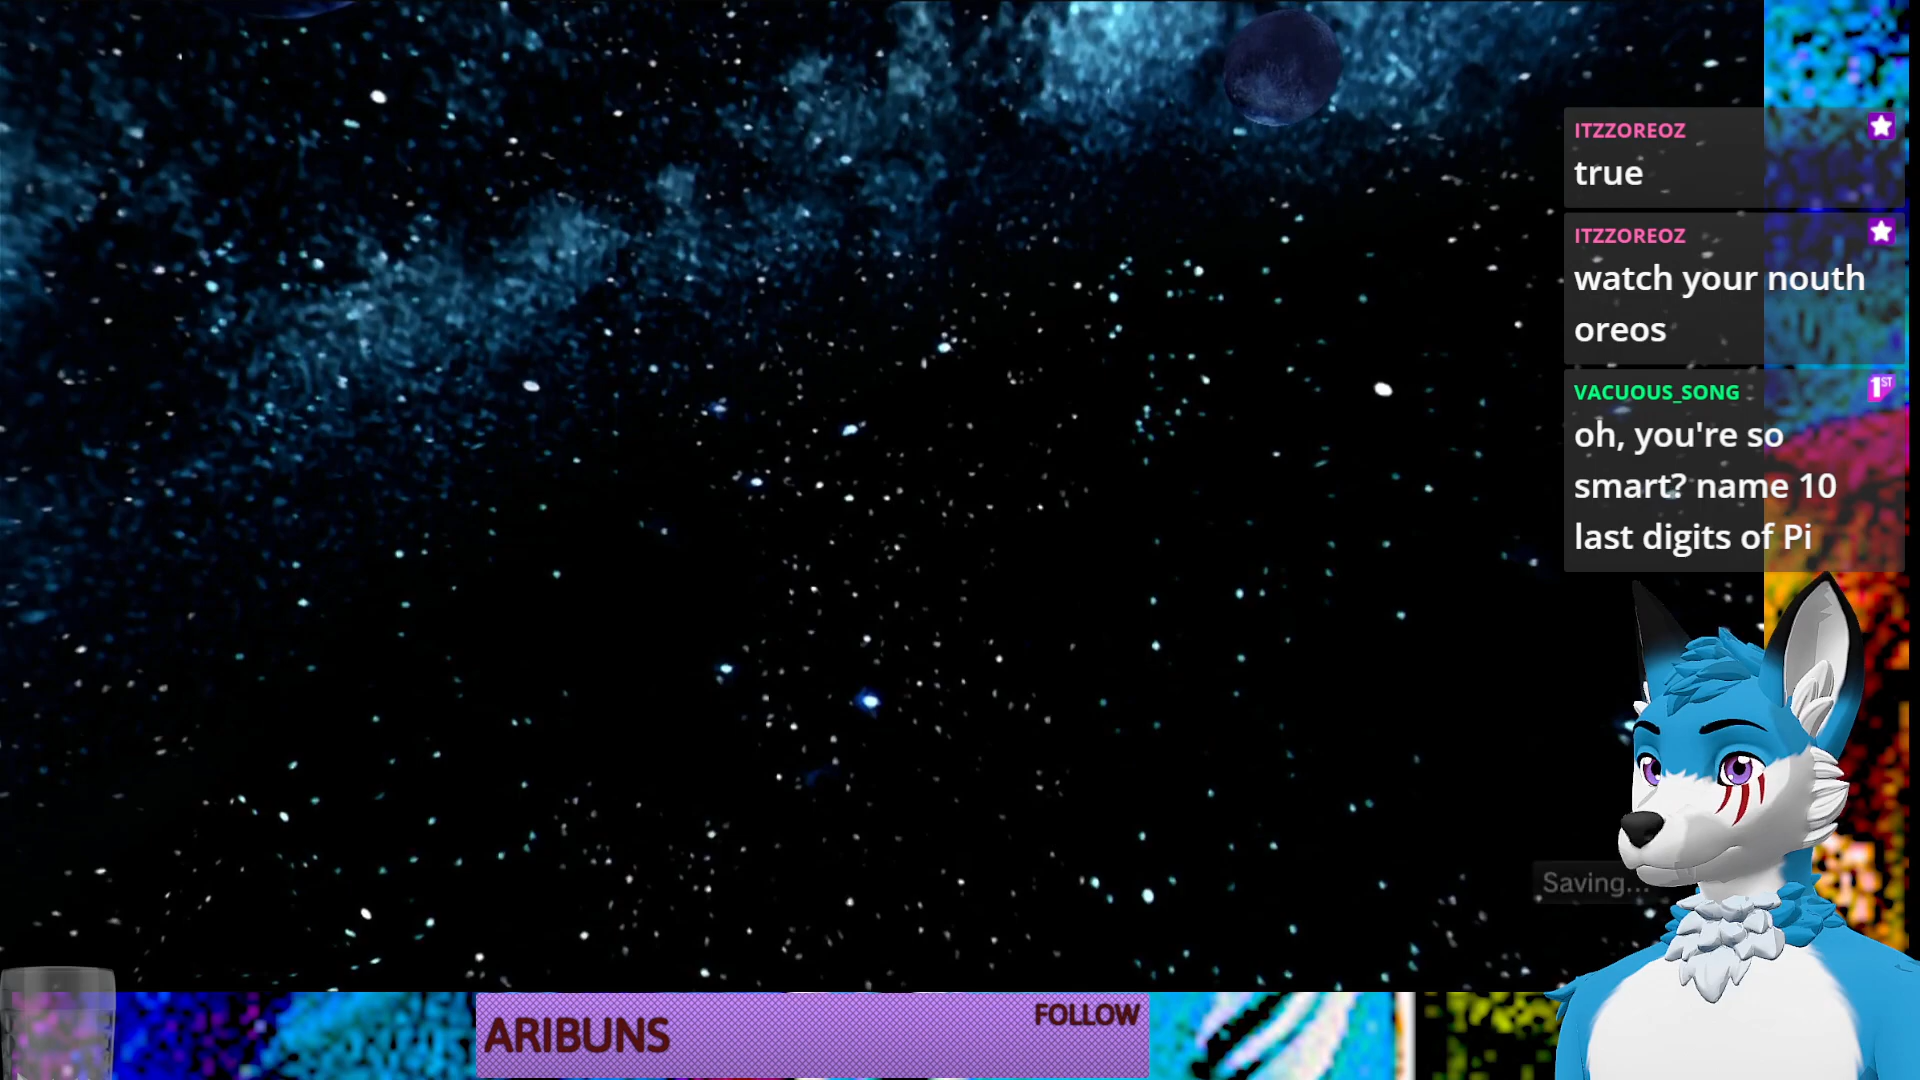 ITZZOREOZ
true
ITZZOREOZ
watch your nouth
oreos
VACUOUS_SONG
1ST
oh, you're so
smart? name 10
last digits of Pi
Saving...
ARIBUNS
FOLLOW